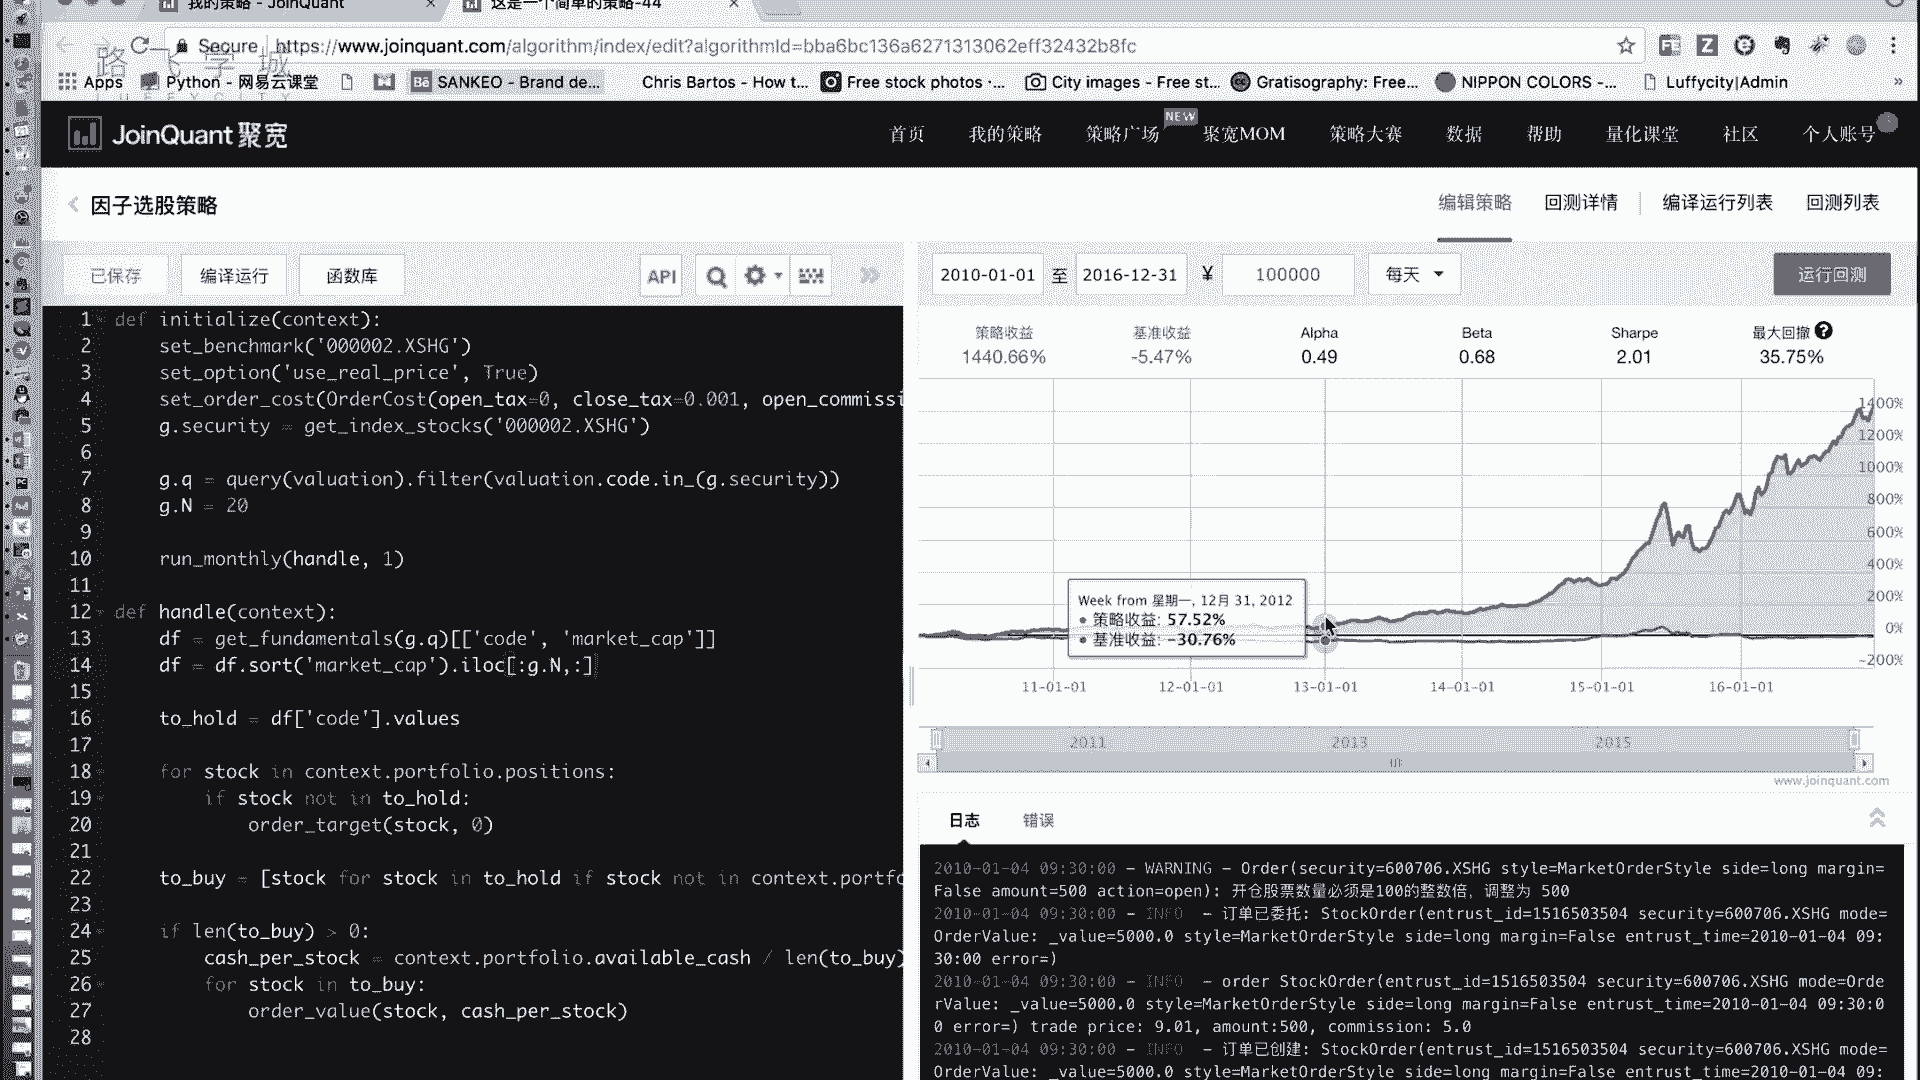 我的策略 - JoinQuant
这是一个简单的策略-44
Secure https://www.joinquant.com/algorithm/index/edit?algorithmId=bba6bc136a6271313062eff32432b8fc
路飞学城
LUFFYCITY
Apps Python - 网易云课堂 SANKEO - Brand de... Chris Bartos - How t... Free stock photos ·... City images - Free st... Gratisography: Free... NIPPON COLORS -... Luffycity|Admin »
JoinQuant 聚宽
首页 我的策略 策略广场 NEW 聚宽MOM 策略大赛 数据 帮助 量化课堂 社区 个人账号
因子选股策略
编辑策略 回测详情 编译运行列表 回测列表
已保存 编译运行 函数库 API
2010-01-01 至 2016-12-31 ¥ 100000 每天 运行回测
1 def initialize(context):
2 set_benchmark('000002.XSHG')
3 set_option('use_real_price', True)
4 set_order_cost(OrderCost(open_tax=0, close_tax=0.001, open_commissi
5 g.security = get_index_stocks('000002.XSHG')
6
7 g.q = query(valuation).filter(valuation.code.in_(g.security))
8 g.N = 20
9
10 run_monthly(handle, 1)
11
12 def handle(context):
13 df = get_fundamentals(g.q)[['code', 'market_cap']]
14 df = df.sort('market_cap').iloc[:g.N,:]
15
16 to_hold = df['code'].values
17
18 for stock in context.portfolio.positions:
19 if stock not in to_hold:
20 order_target(stock, 0)
21
22 to_buy = [stock for stock in to_hold if stock not in context.portfo
23
24 if len(to_buy) > 0:
25 cash_per_stock = context.portfolio.available_cash / len(to_buy)
26 for stock in to_buy:
27 order_value(stock, cash_per_stock)
28
策略收益 基准收益 Alpha Beta Sharpe 最大回撤 ?
1440.66% -5.47% 0.49 0.68 2.01 35.75%
1400%
1200%
1000%
800%
600%
400%
200%
0%
-200%
Week from 星期一, 12月 31, 2012
● 策略收益: 57.52%
● 基准收益: -30.76%
11-01-01 12-01-01 13-01-01 14-01-01 15-01-01 16-01-01
2011 2013 2015
www.joinquant.com
日志 错误
2010-01-04 09:30:00 - WARNING - Order(security=600706.XSHG style=MarketOrderStyle side=long margin=
False amount=500 action=open): 开仓股票数量必须是100的整数倍，调整为 500
2010-01-04 09:30:00 - INFO - 订单已委托: StockOrder(entrust_id=1516503504 security=600706.XSHG mode=
OrderValue: _value=5000.0 style=MarketOrderStyle side=long margin=False entrust_time=2010-01-04 09:
30:00 error=)
2010-01-04 09:30:00 - INFO - order StockOrder(entrust_id=1516503504 security=600706.XSHG mode=Orde
rValue: _value=5000.0 style=MarketOrderStyle side=long margin=False entrust_time=2010-01-04 09:30:0
0 error=) trade price: 9.01, amount:500, commission: 5.0
2010-01-04 09:30:00 - INFO - 订单已创建: StockOrder(entrust_id=1516503504 security=600706.XSHG mode=
OrderValue: _value=5000.0 style=MarketOrderStyle side=long margin=False entrust_time=2010-01-04 09: